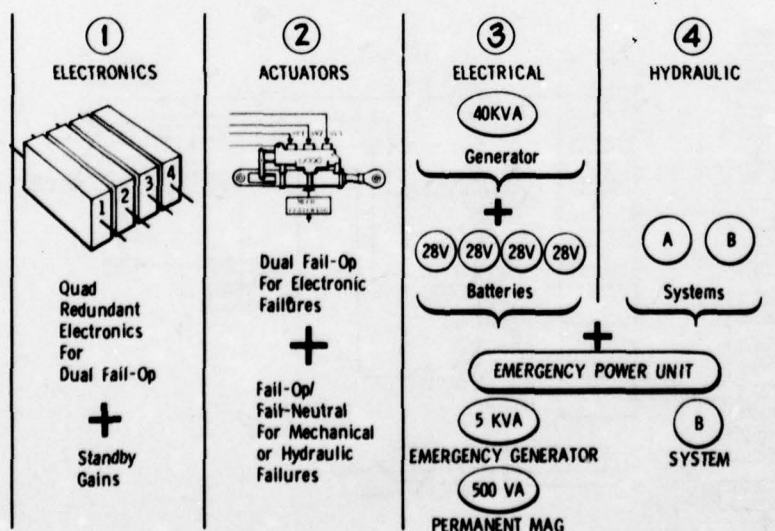 1
ELECTRONICS
1 2 3 4
Quad
Redundant
Electronics
For
Dual Fail-Op
+
Standby
Gains
2
ACTUATORS
Dual Fail-Op
For Electronic
Failures
+
Fail-Op/
Fail-Neutral
For Mechanical
or Hydraulic
Failures
3
ELECTRICAL
40KVA
Generator
+
28V 28V 28V 28V
Batteries
4
HYDRAULIC
A B
Systems
+
EMERGENCY POWER UNIT
5 KVA
EMERGENCY GENERATOR
500 VA
PERMANENT MAG
B
SYSTEM